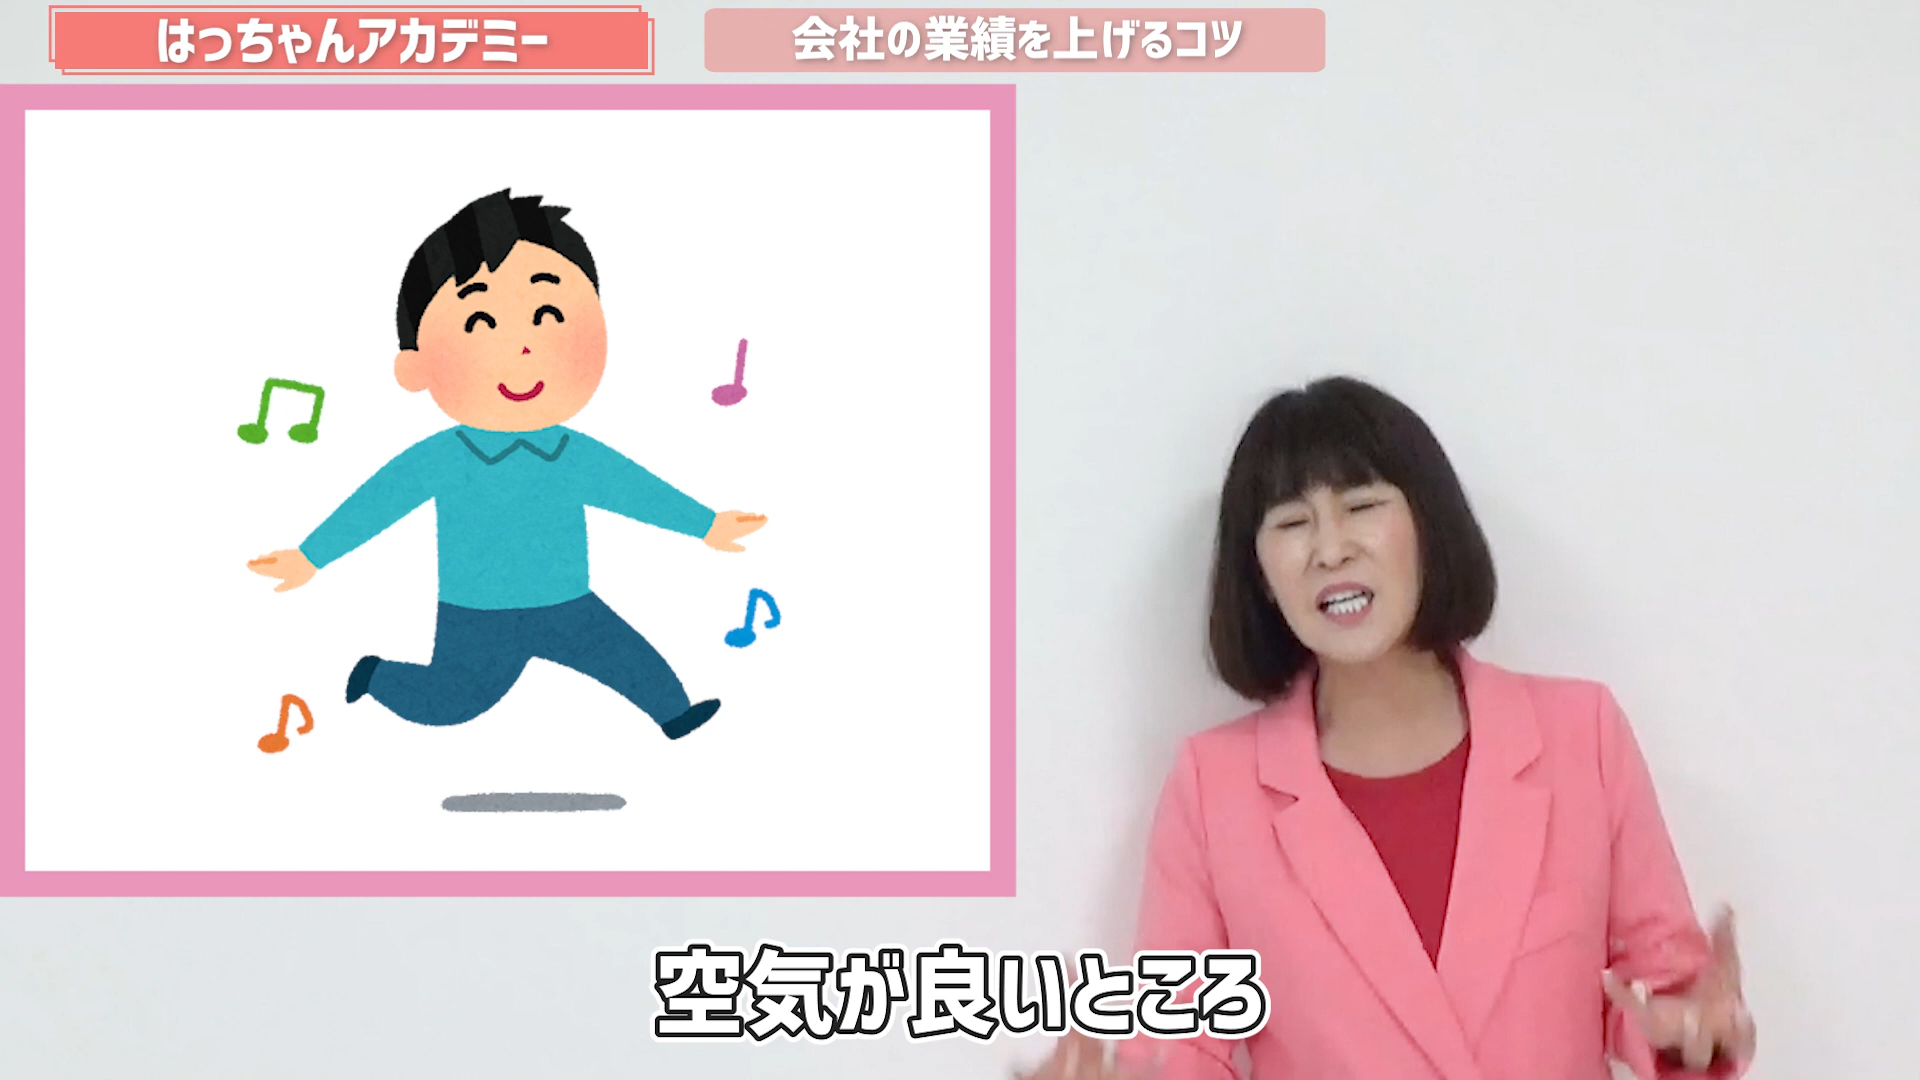 はっちゃんアカデミー
会社の業績を上げるコツ
空気が良いところ